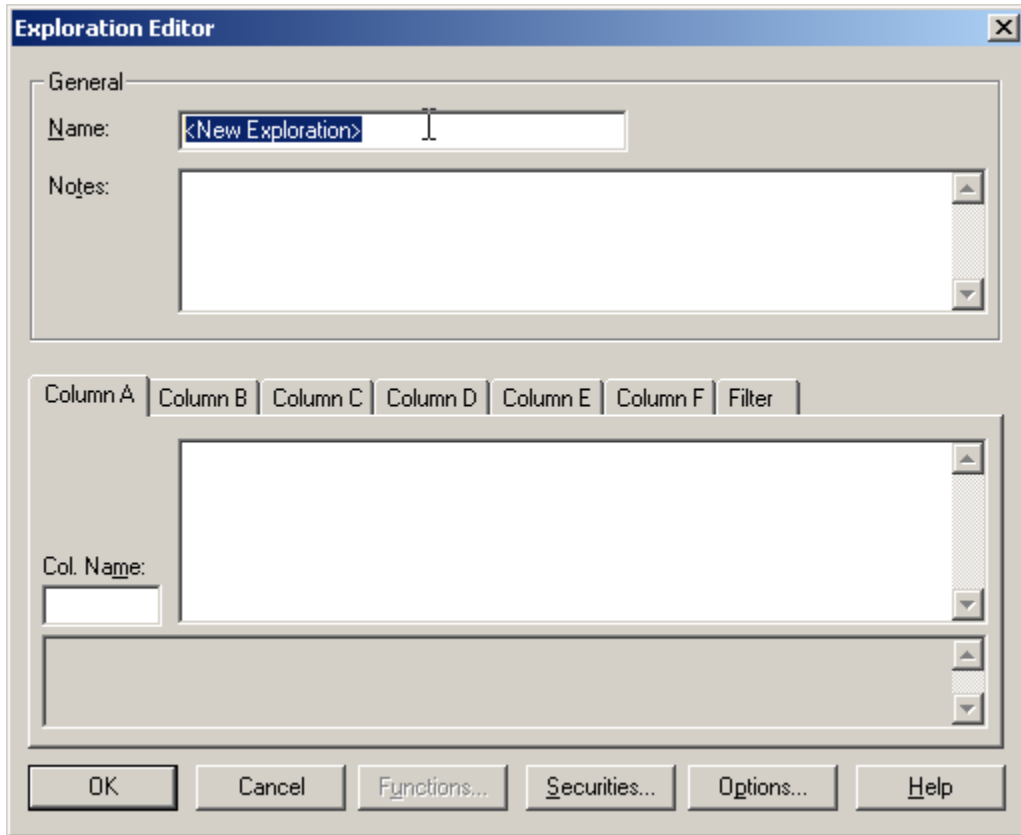 Exploration Editor
General
Name: <New Exploration>
Notes:
Column A Column B Column C Column D Column E Column F Filter
Col. Name:
OK Cancel Functions... Securities... Options... Help